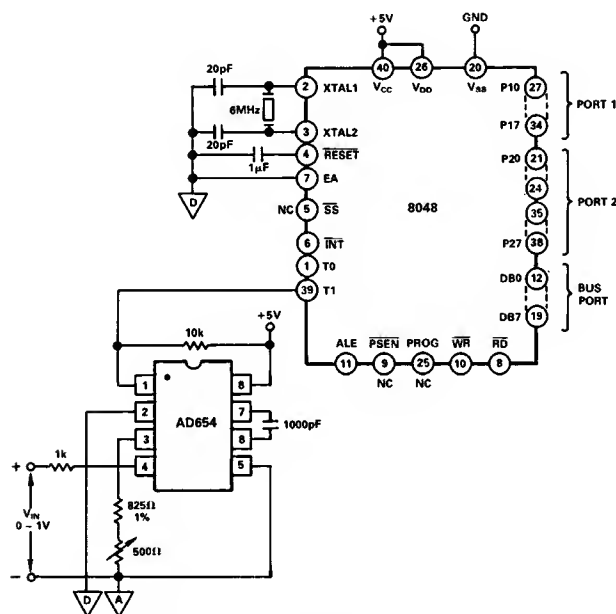 +5V
GND
40
26
20
VCC
VDD
VSS
20pF
2
XTAL1
6MHz
20pF
3
XTAL2
4
RESET
1µF
7
EA
D
NC
5
SS
6
INT
1
T0
39
T1
8048
P10
27
P17
34
PORT 1
P20
21
24
35
P27
38
PORT 2
DB0
12
DB7
19
BUS
PORT
ALE
PSEN
PROG
WR
RD
11
9
25
10
8
NC
NC
+5V
10k
1
8
2
7
3
6
4
5
AD654
1000pF
1k
+
VIN
0 – 1V
–
825Ω
1%
500Ω
D
A